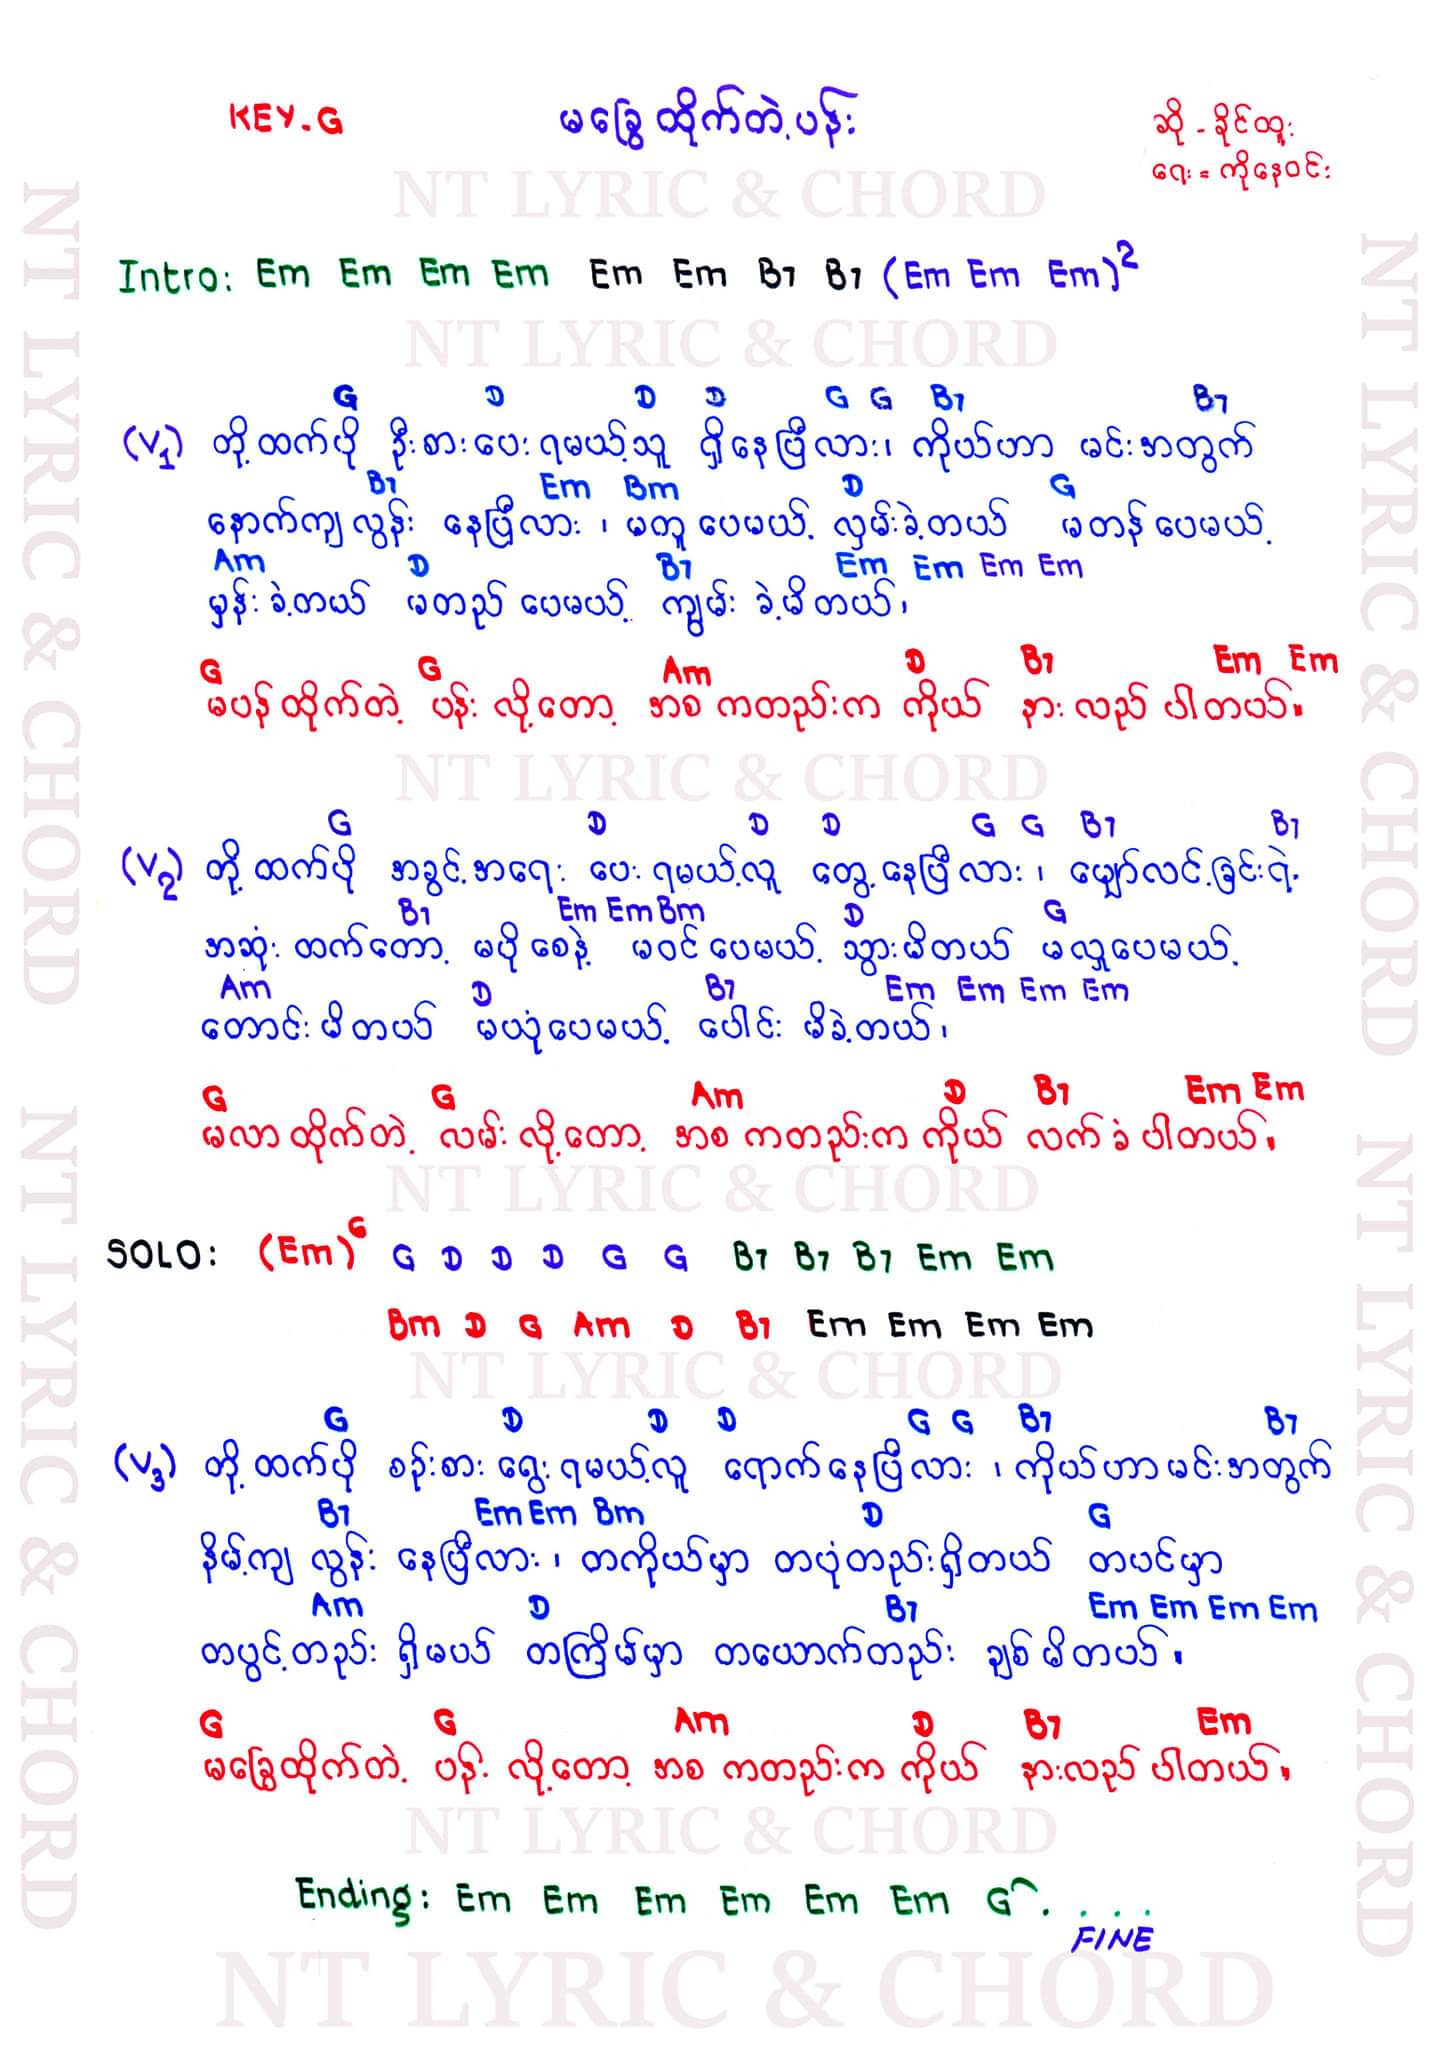 KEY.G
မခြွေထိုက်တဲ့ပန်း
ဆို - ခိုင်ထူး
ရေး = ကိုနေဝင်း
NT LYRIC & CHORD
Intro: Em Em Em Em Em Em B7 B7 (Em Em Em)2
NT LYRIC & CHORD
G D D D G G B7 B7
(V1) တို့ထက်ပို ဦးစားပေးရမယ့်သူ ရှိနေပြီလား၊ ကိုယ်ဟာ မင်းအတွက်
B7 Em Bm D G
နောက်ကျလွန်း နေပြီလား ၊ မတူပေမယ့် လှမ်းခဲ့တယ် မတန်ပေမယ့်
Am D B7 Em Em Em Em
မှန်းခဲ့တယ် မတည်ပေမယ့် ကျွမ်းခဲ့မိတယ်၊
G G Am D B7 Em Em
မပန်ထိုက်တဲ့ ပန်းလို့တော့ အစ ကတည်းက ကိုယ် နားလည်ပါတယ်။
NT LYRIC & CHORD
G D D D G G B7 B7
(V2) တို့ထက်ပို အခွင့်အရေး ပေးရမယ့်လူ တွေ့နေပြီလား ၊ မျှော်လင့်ခြင်းရဲ့
B7 Em Em Bm D G
အဆုံးထက်တော့ မပိုစေနဲ့ မဝင်ပေမယ့် သွားမိတယ် မလှူပေမယ့်
Am D B7 Em Em Em Em
တောင်းမိတယ် မယုံပေမယ့် ပေါင်းမိခဲ့တယ်၊
G G Am D B7 Em Em
မလာထိုက်တဲ့ လမ်းလို့တော့ အစ ကတည်းက ကိုယ် လက်ခံပါတယ်။
NT LYRIC & CHORD
SOLO: (Em)6 G D D D G G B7 B7 B7 Em Em
Bm D G Am D B7 Em Em Em Em
NT LYRIC & CHORD
G D D D G G B7 B7
(V3) တို့ထက်ပို စဉ်းစားရွေးရမယ့်လူ ရောက်နေပြီလား ၊ ကိုယ်ဟာမင်းအတွက်
B7 Em Em Bm D G
နိမ့်ကျလွန်း နေပြီလား ၊ တကိုယ်မှာ တပုံတည်းရှိတယ် တပင်မှာ
Am D B7 Em Em Em Em
တပွင့်တည်း ရှိမယ် တကြိမ်မှာ တယောက်တည်း ချစ်မိတယ် ။
G G Am D B7 Em
မခြွေထိုက်တဲ့ ပန်းလို့တော့ အစ ကတည်းက ကိုယ် နားလည်ပါတယ် ။
NT LYRIC & CHORD
Ending: Em Em Em Em Em Em G . . . .
FINE
NT LYRIC & CHORD
NT LYRIC & CHORD
NT LYRIC & CHORD
NT LYRIC & CHORD
NT LYRIC & CHORD